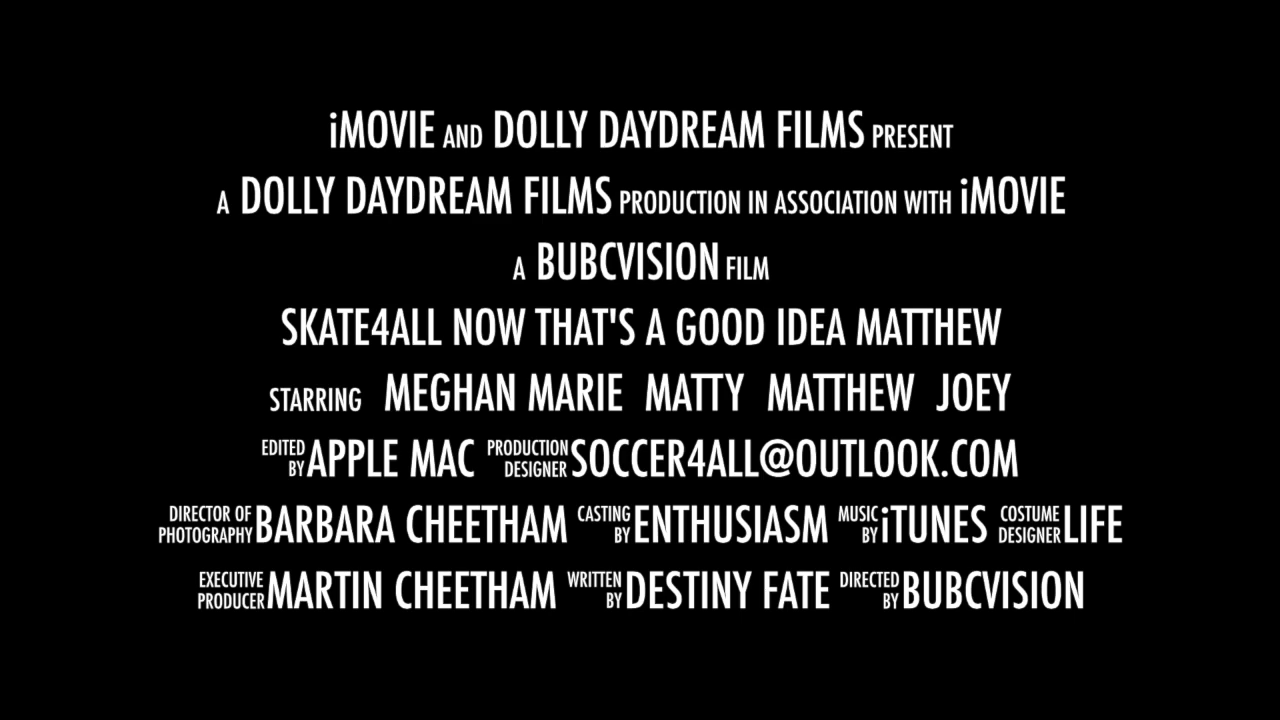 iMOVIE AND DOLLY DAYDREAM FILMS PRESENT
A DOLLY DAYDREAM FILMS PRODUCTION IN ASSOCIATION WITH iMOVIE
A BUBCVISION FILM
SKATE4ALL NOW THAT'S A GOOD IDEA MATTHEW
STARRING MEGHAN MARIE MATTY MATTHEW JOEY
EDITED BY APPLE MAC PRODUCTION DESIGNER SOCCER4ALL@OUTLOOK.COM
DIRECTOR OF PHOTOGRAPHY BARBARA CHEETHAM CASTING BY ENTHUSIASM MUSIC BY iTUNES COSTUME DESIGNER LIFE
EXECUTIVE PRODUCER MARTIN CHEETHAM WRITTEN BY DESTINY FATE DIRECTED BY BUBCVISION